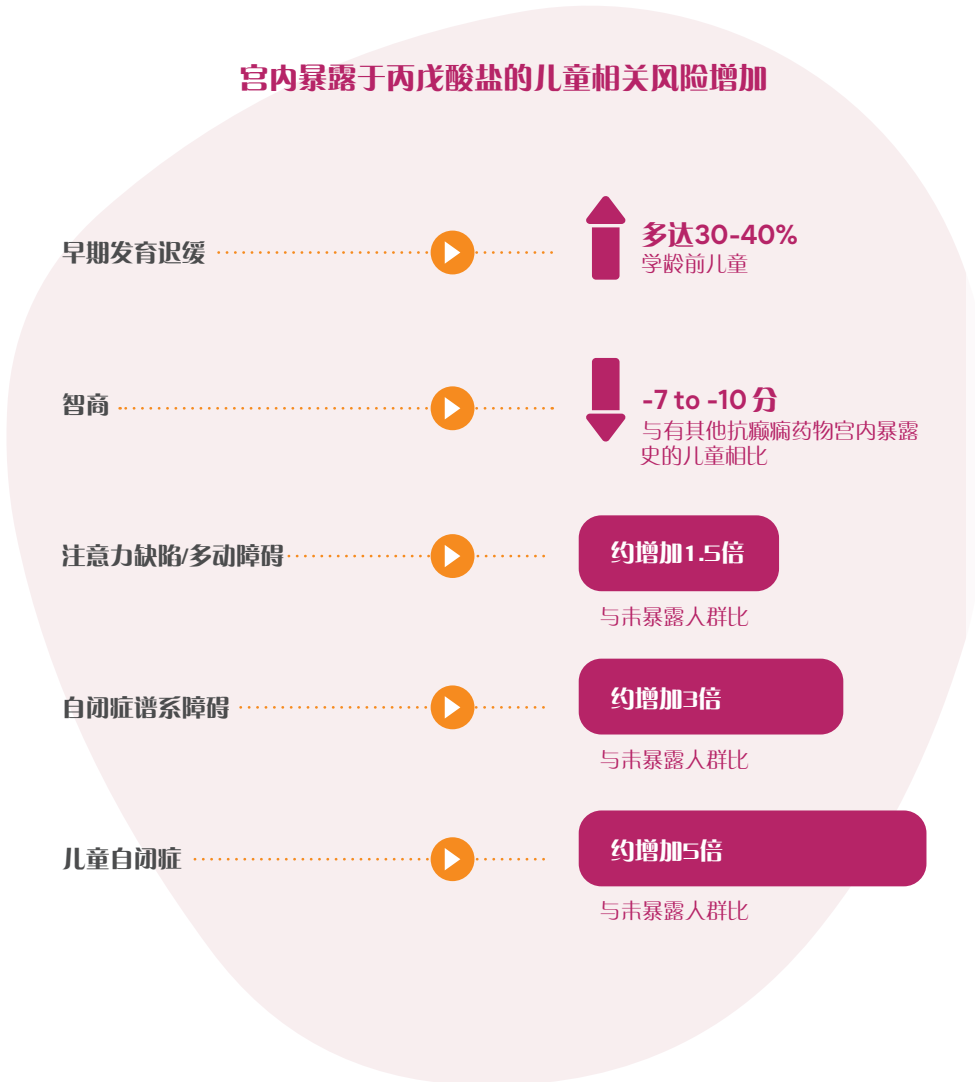 宫内暴露于丙戊酸盐的儿童相关风险增加
早期发育迟缓
多达30-40%
学龄前儿童
智商
-7 to -10 分
与有其他抗癫痫药物宫内暴露
史的儿童相比
注意力缺陷/多动障碍
约增加1.5倍
与未暴露人群比
自闭症谱系障碍
约增加3倍
与未暴露人群比
儿童自闭症
约增加5倍
与未暴露人群比